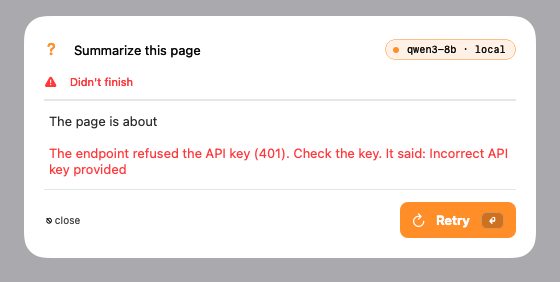 ? Summarize this page
qwen3-8b · local
Didn't finish
The page is about
The endpoint refused the API key (401). Check the key. It said: Incorrect API
key provided
close
Retry